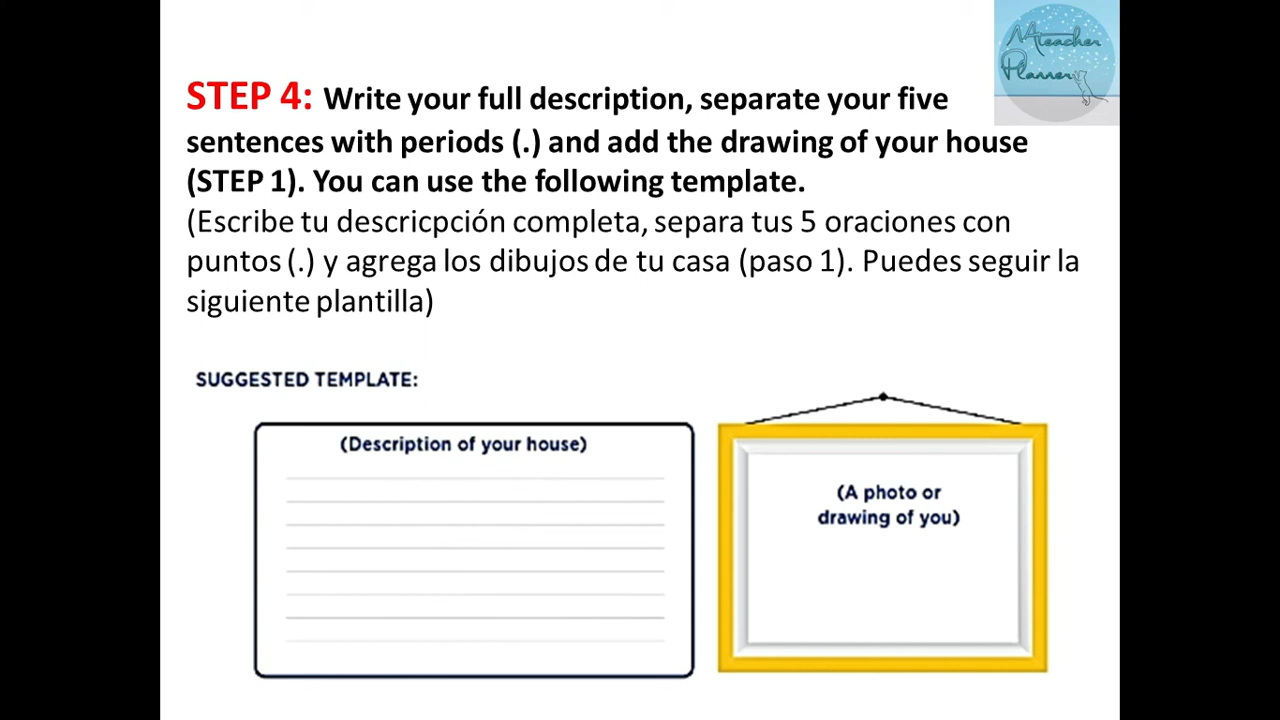 Mteacher
Planner
STEP 4: Write your full description, separate your five
sentences with periods (.) and add the drawing of your house
(STEP 1). You can use the following template.
(Escribe tu descricpción completa, separa tus 5 oraciones con
puntos (.) y agrega los dibujos de tu casa (paso 1). Puedes seguir la
siguiente plantilla)
SUGGESTED TEMPLATE:
(Description of your house)
(A photo or
drawing of you)